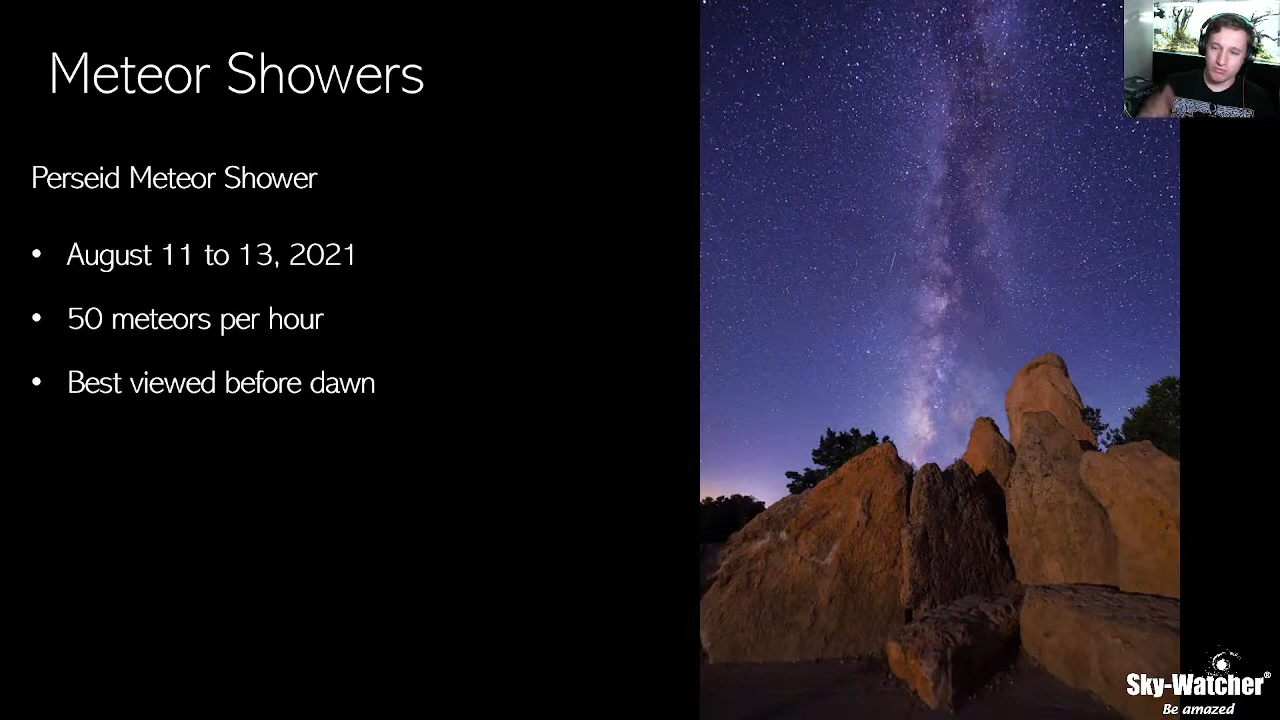 Meteor Showers
Perseid Meteor Shower
• August 11 to 13, 2021
• 50 meteors per hour
• Best viewed before dawn
Sky-Watcher®
Be amazed